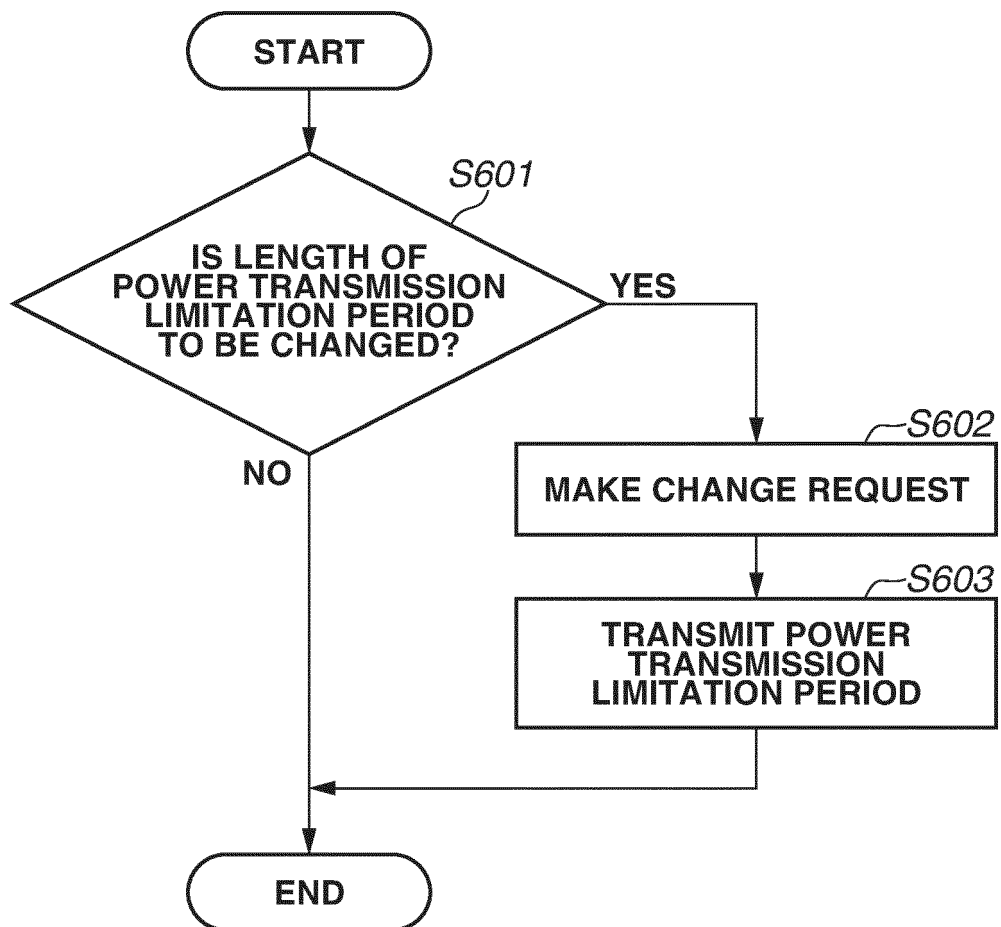 START
S601
IS LENGTH OF
POWER TRANSMISSION
LIMITATION PERIOD
TO BE CHANGED?
YES
NO
S602
MAKE CHANGE REQUEST
S603
TRANSMIT POWER
TRANSMISSION
LIMITATION PERIOD
END